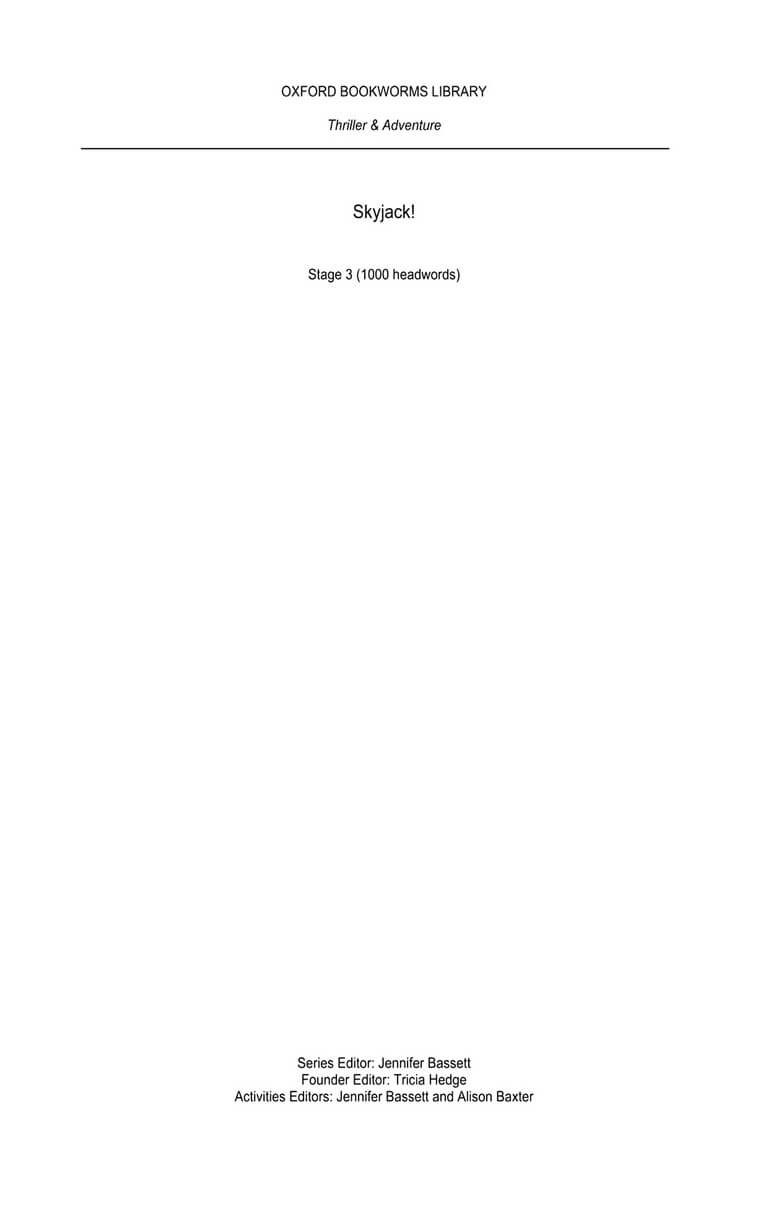 OXFORD BOOKWORMS LIBRARY
Thriller & Adventure
Skyjack!
Stage 3 (1000 headwords)
Series Editor: Jennifer Bassett
Founder Editor: Tricia Hedge
Activities Editors: Jennifer Bassett and Alison Baxter